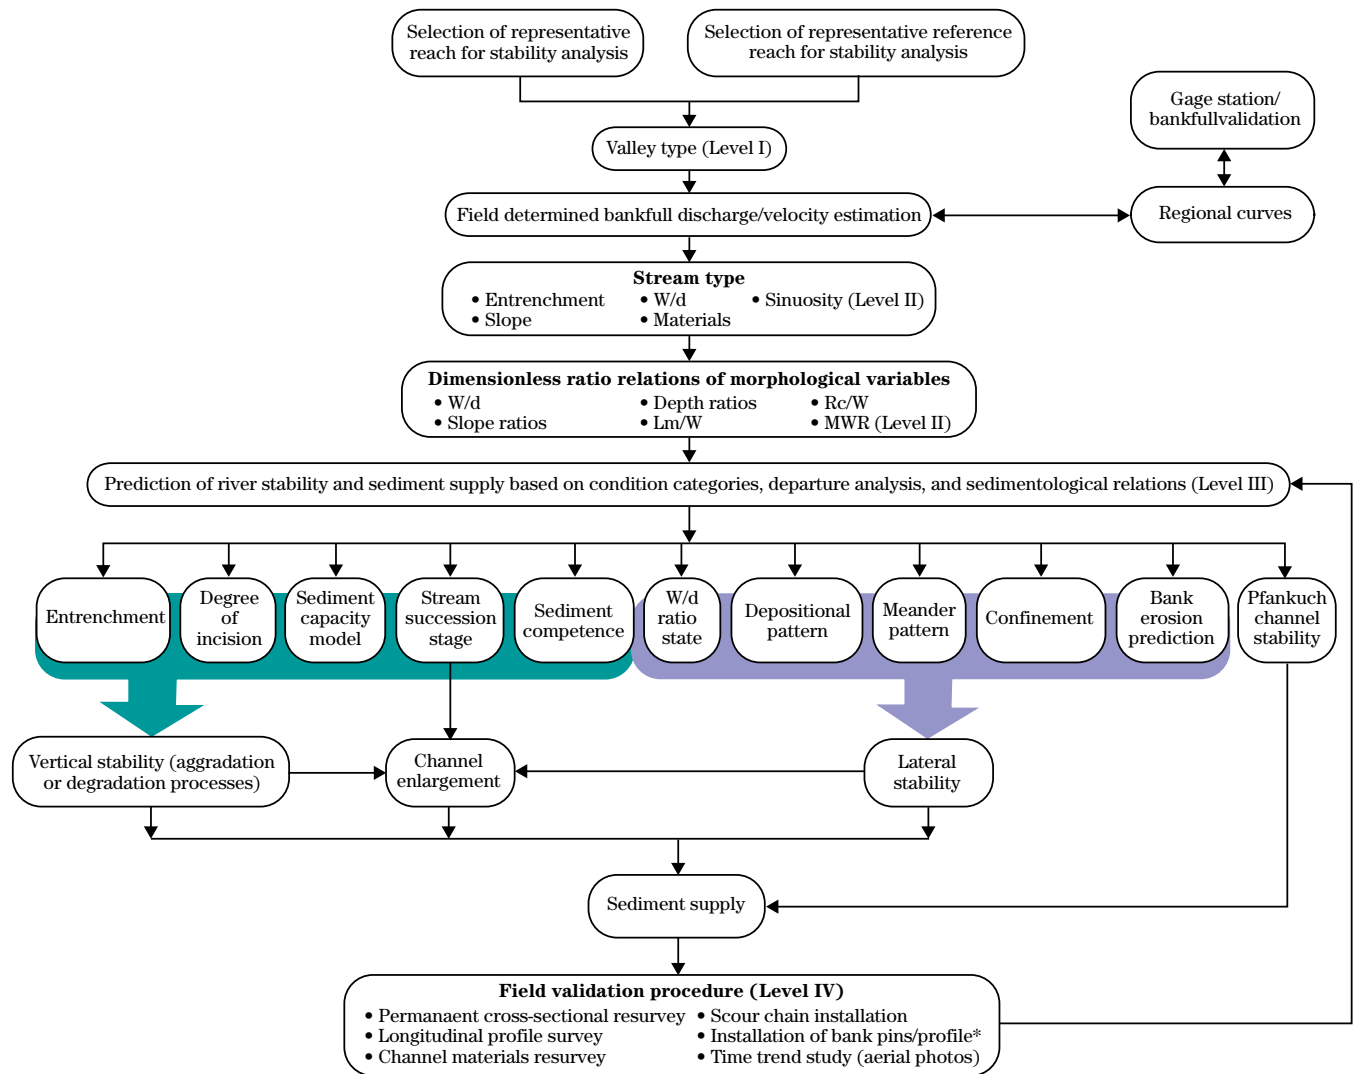 Selection of representative
reach for stability analysis
Selection of representative reference
reach for stability analysis
Gage station/
bankfullvalidation
Valley type (Level I)
Field determined bankfull discharge/velocity estimation
Regional curves
Stream type
• Entrenchment
• W/d
• Sinuosity (Level II)
• Slope
• Materials
Dimensionless ratio relations of morphological variables
• W/d
• Depth ratios
• Rc/W
• Slope ratios
• Lm/W
• MWR (Level II)
Prediction of river stability and sediment supply based on condition categories, departure analysis, and sedimentological relations (Level III)
Entrenchment
Degree
of
incision
Sediment
capacity
model
Stream
succession
stage
Sediment
competence
W/d
ratio
state
Depositional
pattern
Meander
pattern
Confinement
Bank
erosion
prediction
Pfankuch
channel
stability
Vertical stability (aggradation
or degradation processes)
Channel
enlargement
Lateral
stability
Sediment supply
Field validation procedure (Level IV)
• Permanaent cross-sectional resurvey
• Scour chain installation
• Longitudinal profile survey
• Installation of bank pins/profile*
• Channel materials resurvey
• Time trend study (aerial photos)